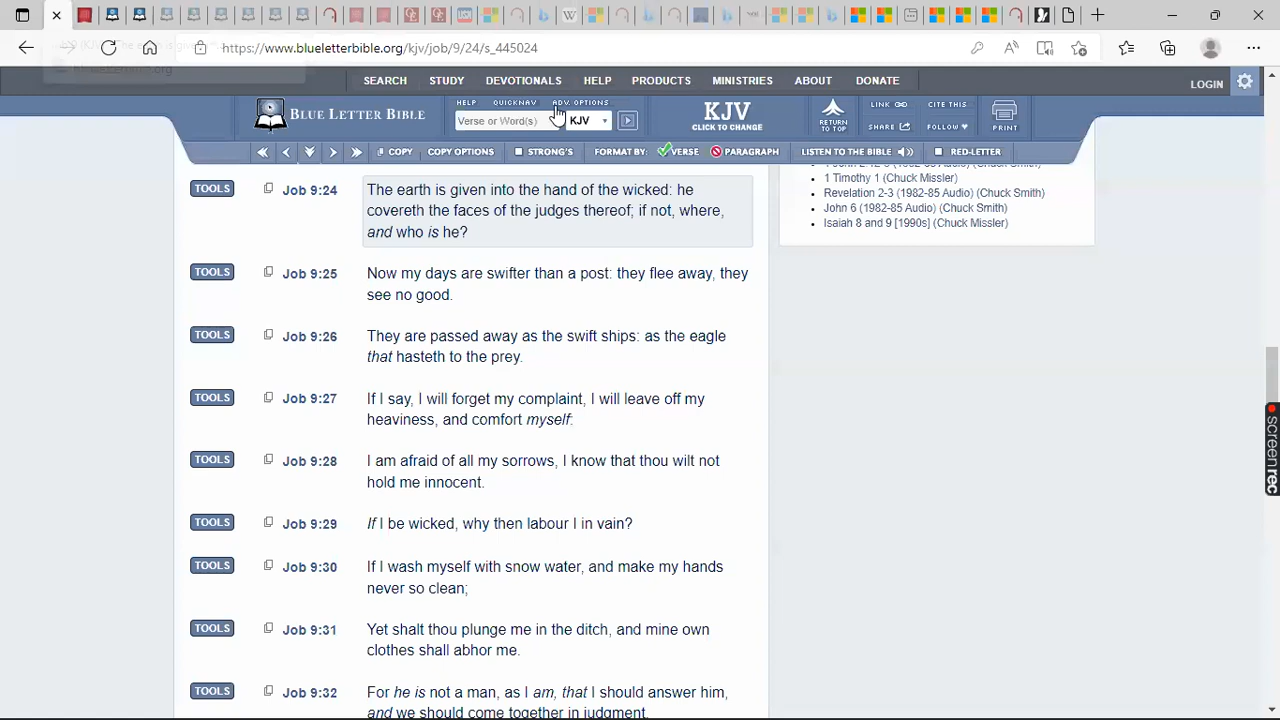 https://www.blueletterbible.org/kjv/job/9/24/s_445024
SEARCH STUDY DEVOTIONALS HELP PRODUCTS MINISTRIES ABOUT DONATE
LOGIN
HELP QUICKNAV ADV. OPTIONS
BLUE LETTER BIBLE
Verse or Word(s) KJV
KJV
CLICK TO CHANGE
RETURN
TO TOP
LINK CITE THIS
SHARE FOLLOW
PRINT
COPY COPY OPTIONS STRONG'S FORMAT BY: VERSE PARAGRAPH LISTEN TO THE BIBLE RED-LETTER
1 Timothy 1 (Chuck Missler)
Revelation 2-3 (1982-85 Audio) (Chuck Smith)
John 6 (1982-85 Audio) (Chuck Smith)
Isaiah 8 and 9 [1990s] (Chuck Missler)
TOOLS Job 9:24 The earth is given into the hand of the wicked: he
covereth the faces of the judges thereof; if not, where,
and who is he?
TOOLS Job 9:25 Now my days are swifter than a post: they flee away, they
see no good.
TOOLS Job 9:26 They are passed away as the swift ships: as the eagle
that hasteth to the prey.
TOOLS Job 9:27 If I say, I will forget my complaint, I will leave off my
heaviness, and comfort myself:
TOOLS Job 9:28 I am afraid of all my sorrows, I know that thou wilt not
hold me innocent.
TOOLS Job 9:29 If I be wicked, why then labour I in vain?
TOOLS Job 9:30 If I wash myself with snow water, and make my hands
never so clean;
TOOLS Job 9:31 Yet shalt thou plunge me in the ditch, and mine own
clothes shall abhor me.
TOOLS Job 9:32 For he is not a man, as I am, that I should answer him,
and we should come together in judgment.
screenrec